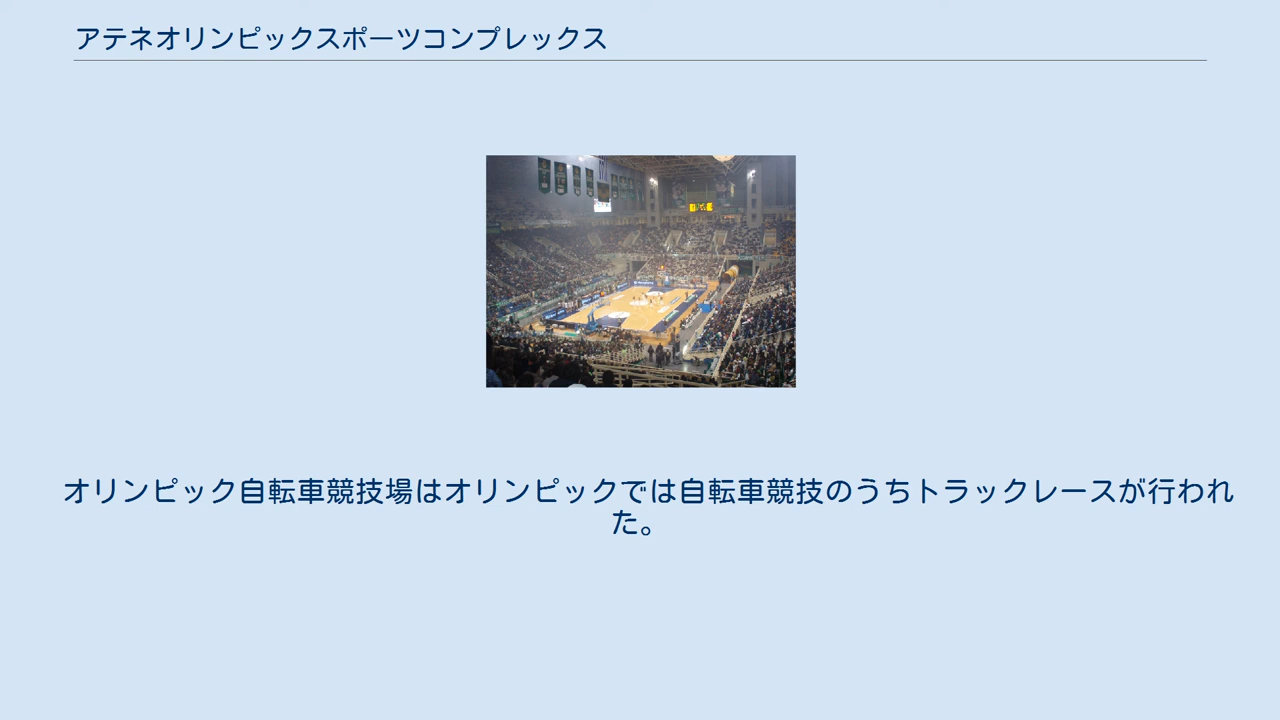 アテネオリンピックスポーツコンプレックス
オリンピック自転車競技場はオリンピックでは自転車競技のうちトラックレースが行われ
た。